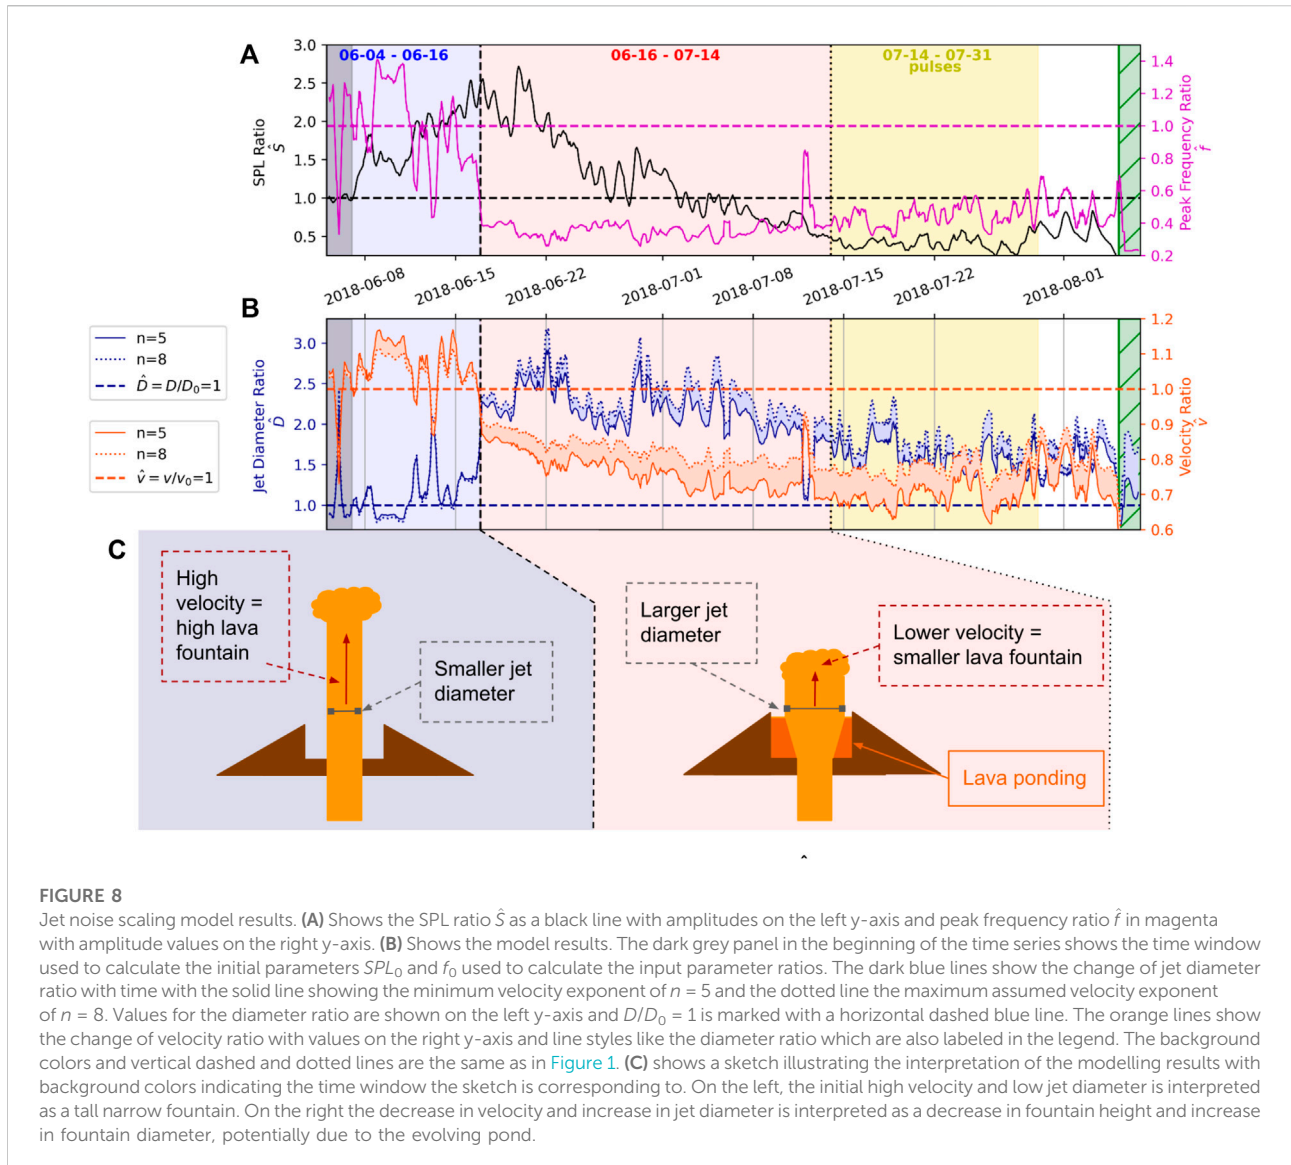 A
06-04 - 06-16
06-16 - 07-14
07-14 - 07-31
pulses
3.0
2.5
2.0
1.5
1.0
0.5
SPL Ratio
Ŝ
1.4
1.2
1.0
0.8
0.6
0.4
0.2
Peak Frequency Ratio
f̂
2018-06-08
2018-06-15
2018-06-22
2018-07-01
2018-07-08
2018-07-15
2018-07-22
2018-08-01
B
n=5
n=8
D̂ = D/D₀=1
n=5
n=8
v̂ = v/v₀=1
3.0
2.5
2.0
1.5
1.0
Jet Diameter Ratio
D̂
1.2
1.1
1.0
0.9
0.8
0.7
0.6
Velocity Ratio
v̂
C
High
velocity =
high lava
fountain
Smaller jet
diameter
Larger jet
diameter
Lower velocity =
smaller lava fountain
Lava ponding
FIGURE 8
Jet noise scaling model results. (A) Shows the SPL ratio Ŝ as a black line with amplitudes on the left y-axis and peak frequency ratio f̂ in magenta
with amplitude values on the right y-axis. (B) Shows the model results. The dark grey panel in the beginning of the time series shows the time window
used to calculate the initial parameters SPL₀ and f₀ used to calculate the input parameter ratios. The dark blue lines show the change of jet diameter
ratio with time with the solid line showing the minimum velocity exponent of n = 5 and the dotted line the maximum assumed velocity exponent
of n = 8. Values for the diameter ratio are shown on the left y-axis and D/D₀ = 1 is marked with a horizontal dashed blue line. The orange lines show
the change of velocity ratio with values on the right y-axis and line styles like the diameter ratio which are also labeled in the legend. The background
colors and vertical dashed and dotted lines are the same as in Figure 1. (C) shows a sketch illustrating the interpretation of the modelling results with
background colors indicating the time window the sketch is corresponding to. On the left, the initial high velocity and low jet diameter is interpreted
as a tall narrow fountain. On the right the decrease in velocity and increase in jet diameter is interpreted as a decrease in fountain height and increase
in fountain diameter, potentially due to the evolving pond.